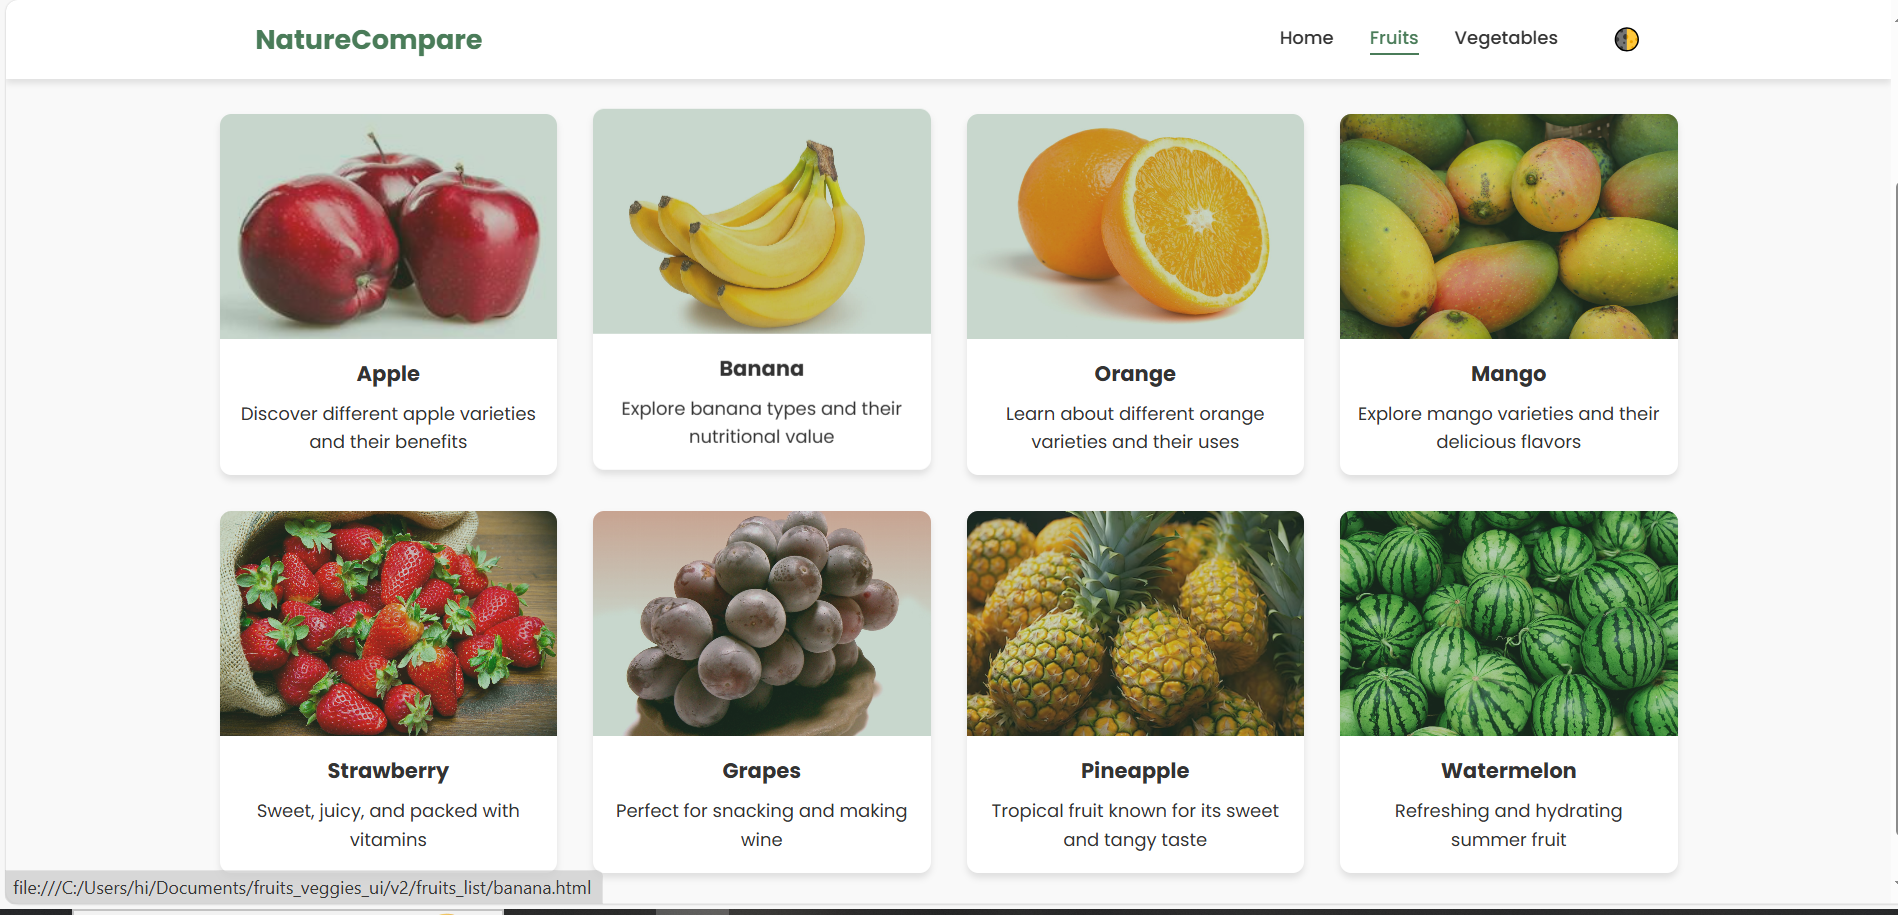 NatureCompare
Home
Fruits
Vegetables
Apple
Discover different apple varieties
and their benefits
Banana
Explore banana types and their
nutritional value
Orange
Learn about different orange
varieties and their uses
Mango
Explore mango varieties and their
delicious flavors
Strawberry
Sweet, juicy, and packed with
vitamins
Grapes
Perfect for snacking and making
wine
Pineapple
Tropical fruit known for its sweet
and tangy taste
Watermelon
Refreshing and hydrating
summer fruit
file:///C:/Users/hi/Documents/fruits_veggies_ui/v2/fruits_list/banana.html